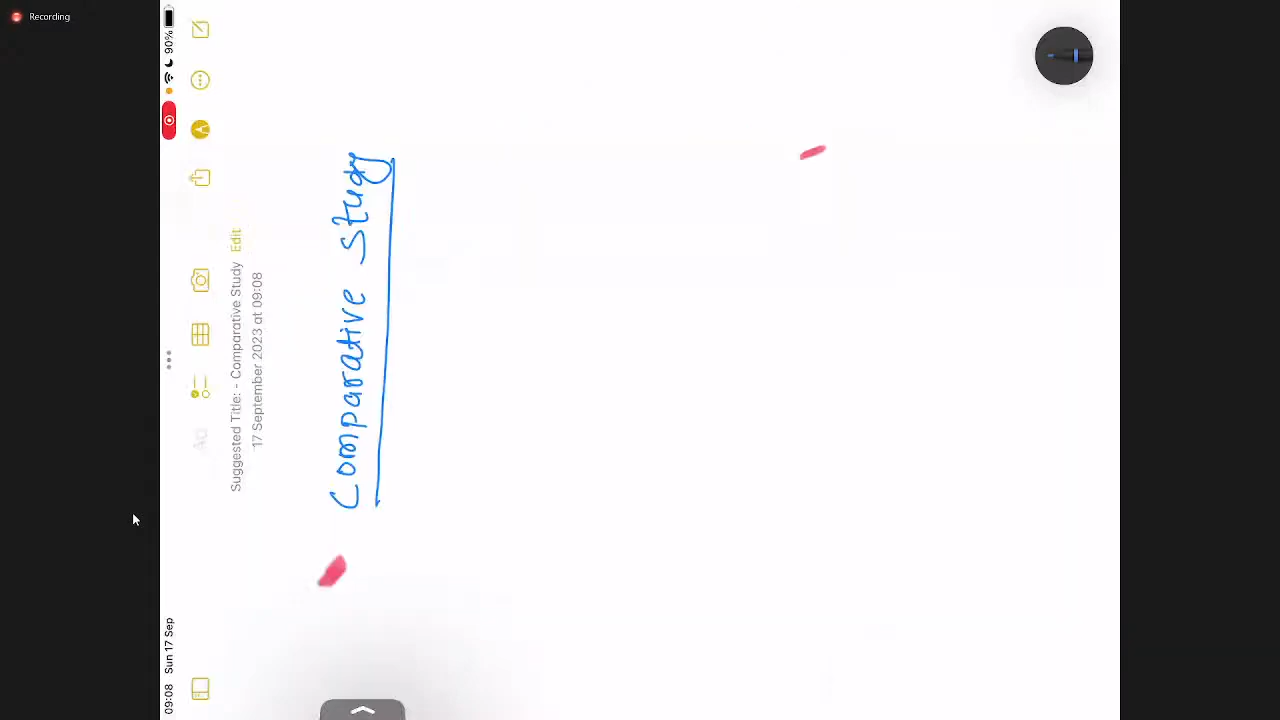 Recording
09:08 Sun 17 Sep
90%
Aa
Suggested Title: - Comparative Study Edit
17 September 2023 at 09:08
Comparative study